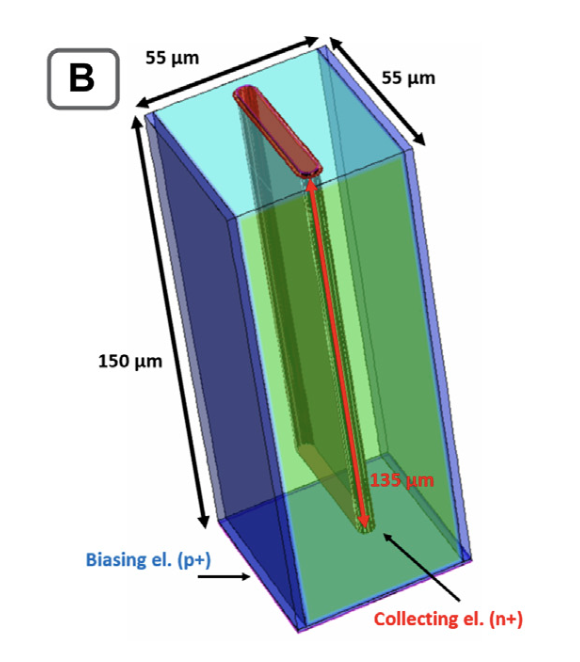 B
55 µm
55 µm
150 µm
135 µm
Biasing el. (p+)
Collecting el. (n+)